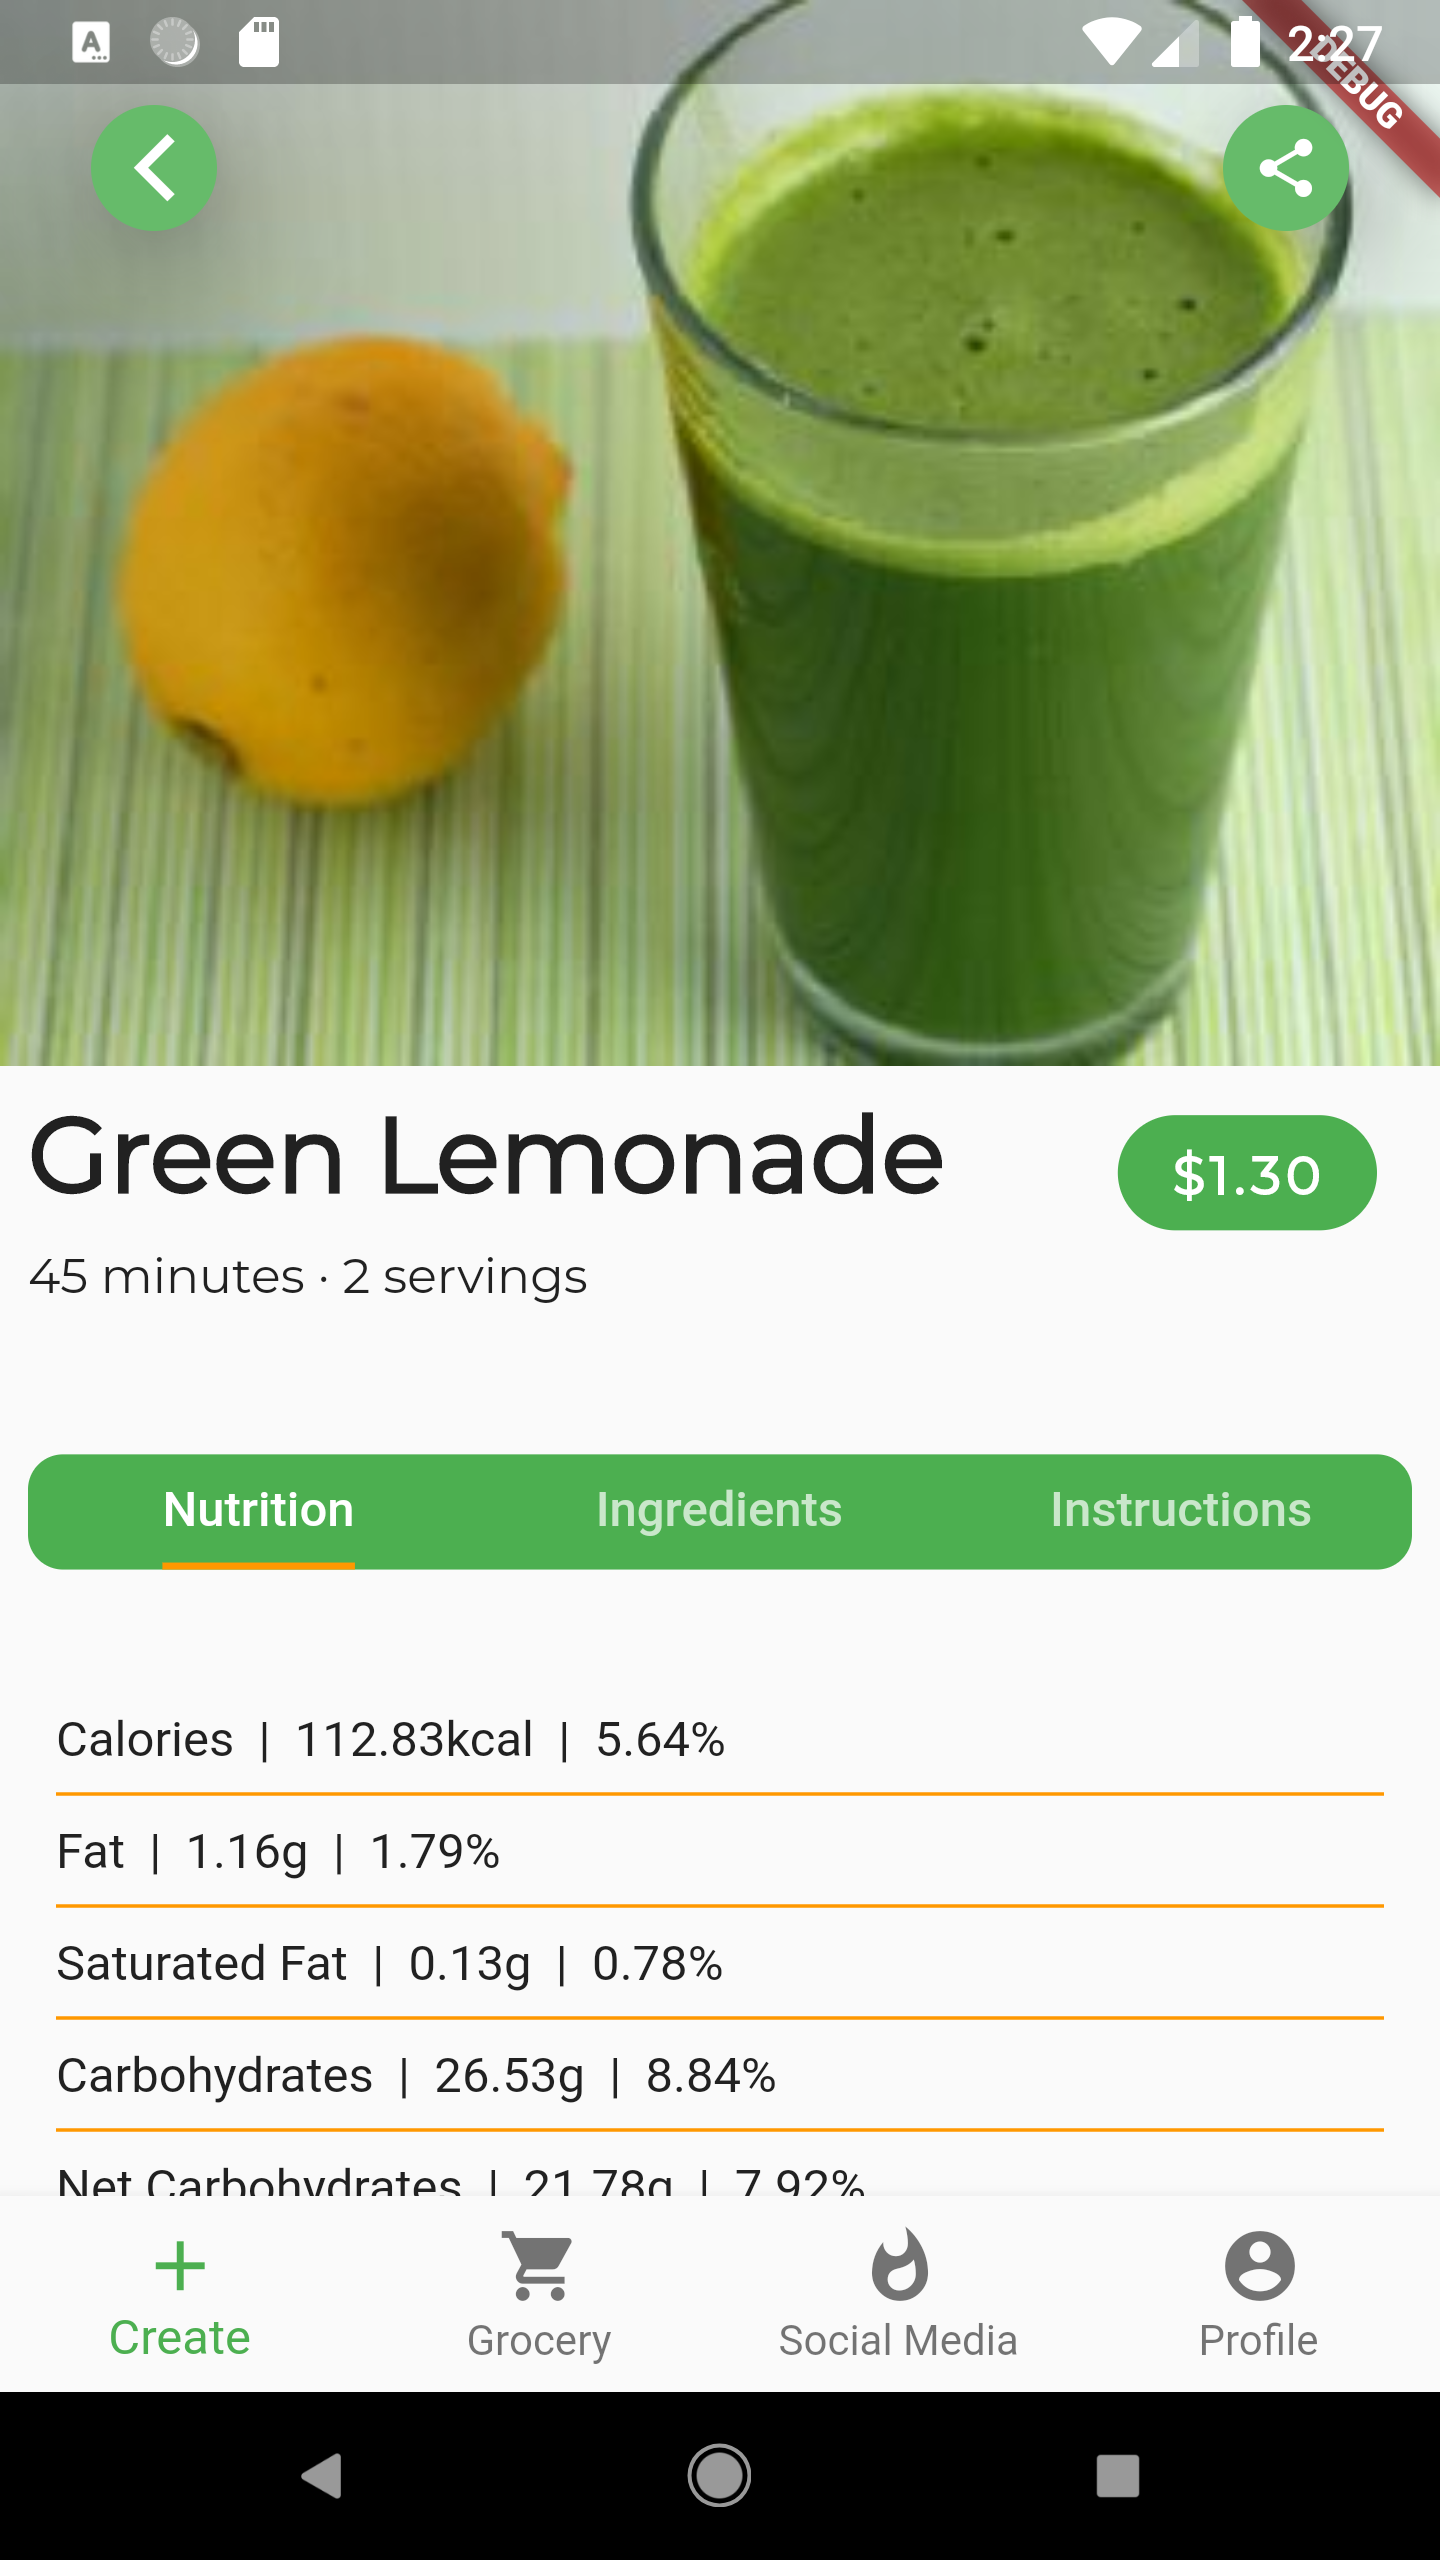 2:27
DEBUG
Green Lemonade
$1.30
45 minutes · 2 servings
Nutrition Ingredients Instructions
Calories | 112.83kcal | 5.64%
Fat | 1.16g | 1.79%
Saturated Fat | 0.13g | 0.78%
Carbohydrates | 26.53g | 8.84%
Net Carbohydrates | 21.78g | 7.92%
Create Grocery Social Media Profile